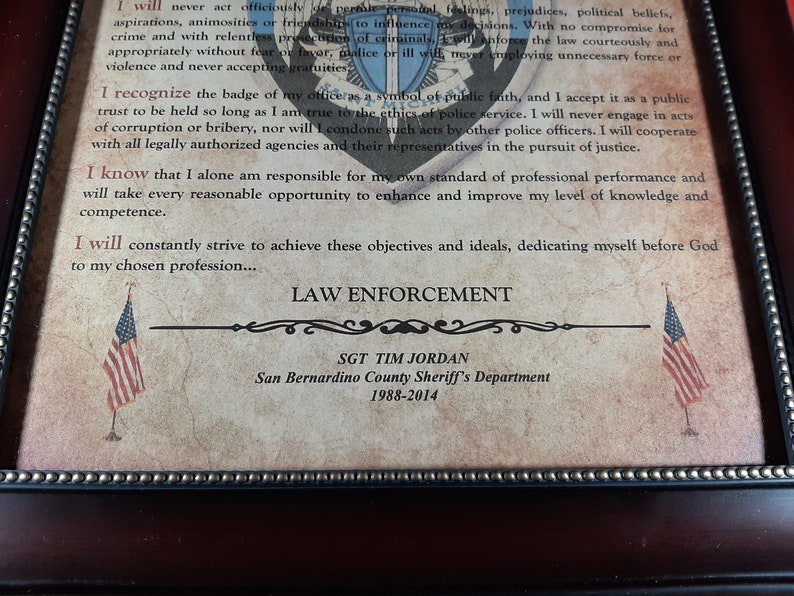 I will never act officiously or permit personal feelings, prejudices, political beliefs,
aspirations, animosities or friendships to influence my decisions. With no compromise for
crime and with relentless prosecution of criminals, I will enforce the law courteously and
appropriately without fear or favor, malice or ill will, never employing unnecessary force or
violence and never accepting gratuities.
SAINT MICHAEL
I recognize the badge of my office as a symbol of public faith, and I accept it as a public
trust to be held so long as I am true to the ethics of police service. I will never engage in acts
of corruption or bribery, nor will I condone such acts by other police officers. I will cooperate
with all legally authorized agencies and their representatives in the pursuit of justice.
I know that I alone am responsible for my own standard of professional performance and
will take every reasonable opportunity to enhance and improve my level of knowledge and
competence.
I will constantly strive to achieve these objectives and ideals, dedicating myself before God
to my chosen profession...
LAW ENFORCEMENT
SGT TIM JORDAN
San Bernardino County Sheriff's Department
1988-2014